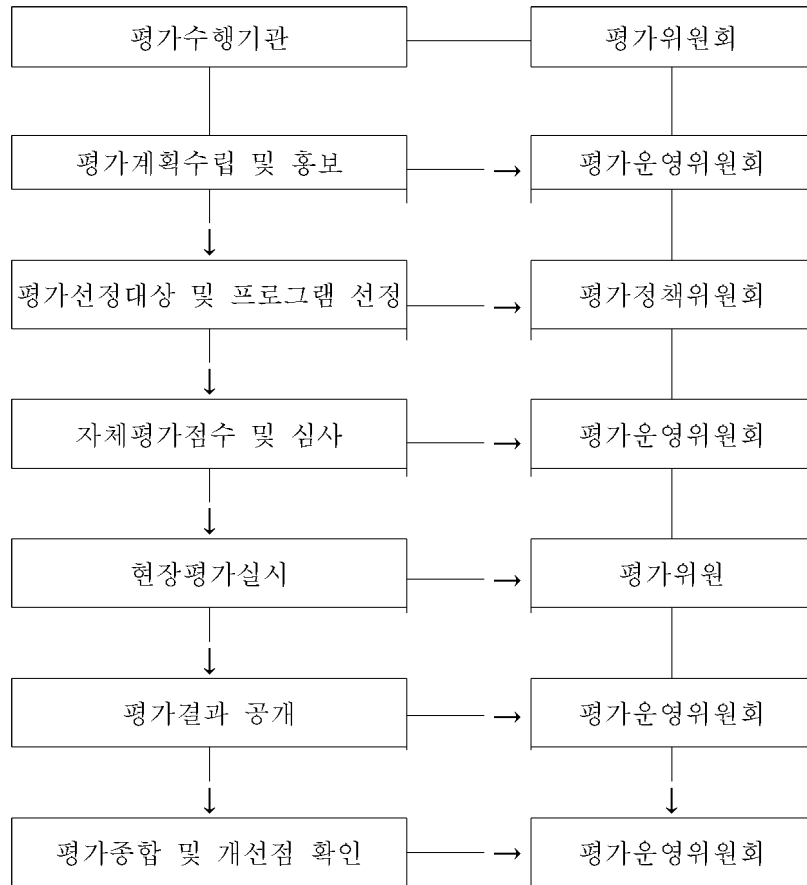 평가수행기관 평가위원회
평가계획수립 및 홍보 → 평가운영위원회
↓
평가선정대상 및 프로그램 선정 → 평가정책위원회
↓
자체평가점수 및 심사 → 평가운영위원회
↓
현장평가실시 → 평가위원
↓
평가결과 공개 → 평가운영위원회
↓ ↓
평가종합 및 개선점 확인 → 평가운영위원회